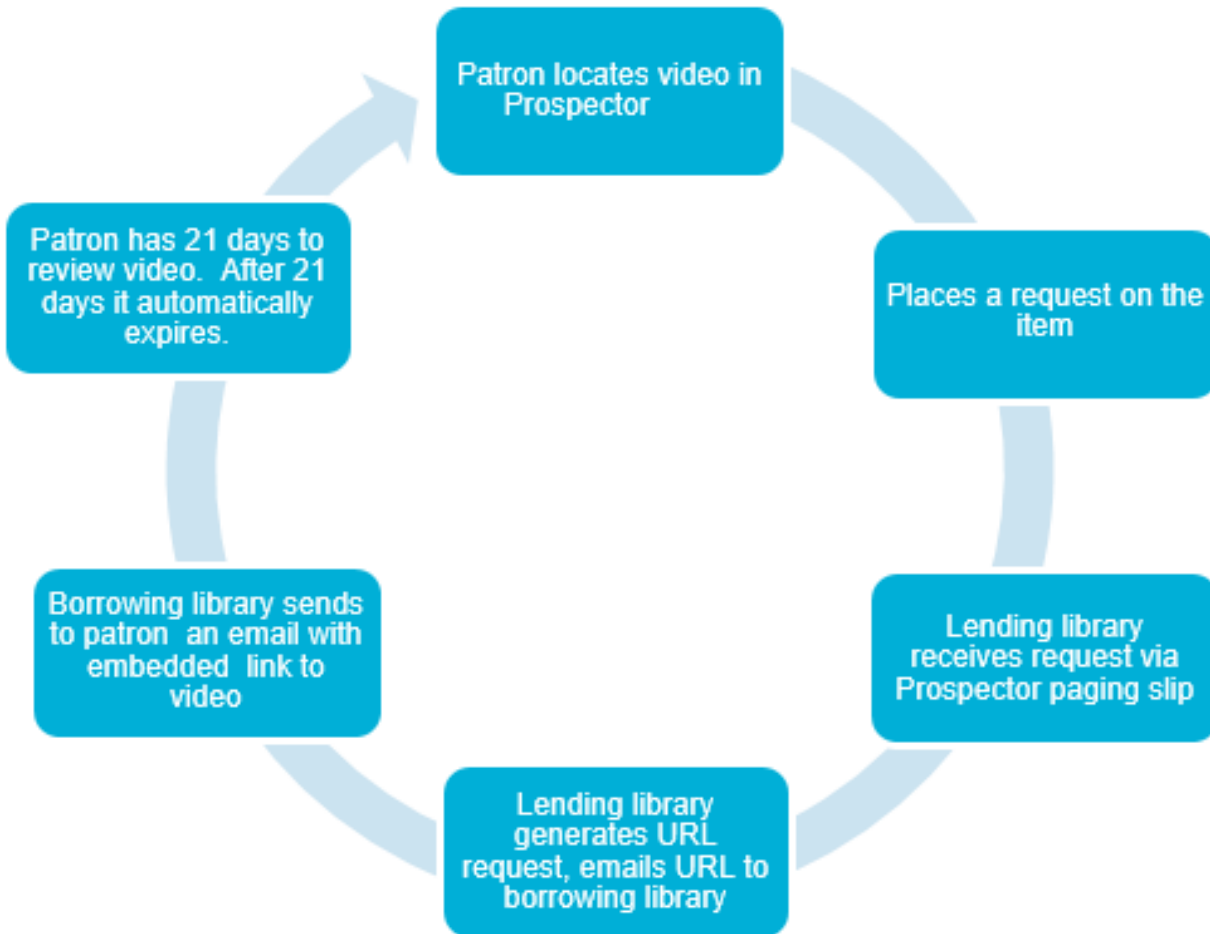 Patron locates video in
Prospector
Places a request on the
item
Lending library
receives request via
Prospector paging slip
Lending library
generates URL
request, emails URL to
borrowing library
Borrowing library sends
to patron an email with
embedded link to
video
Patron has 21 days to
review video. After 21
days it automatically
expires.